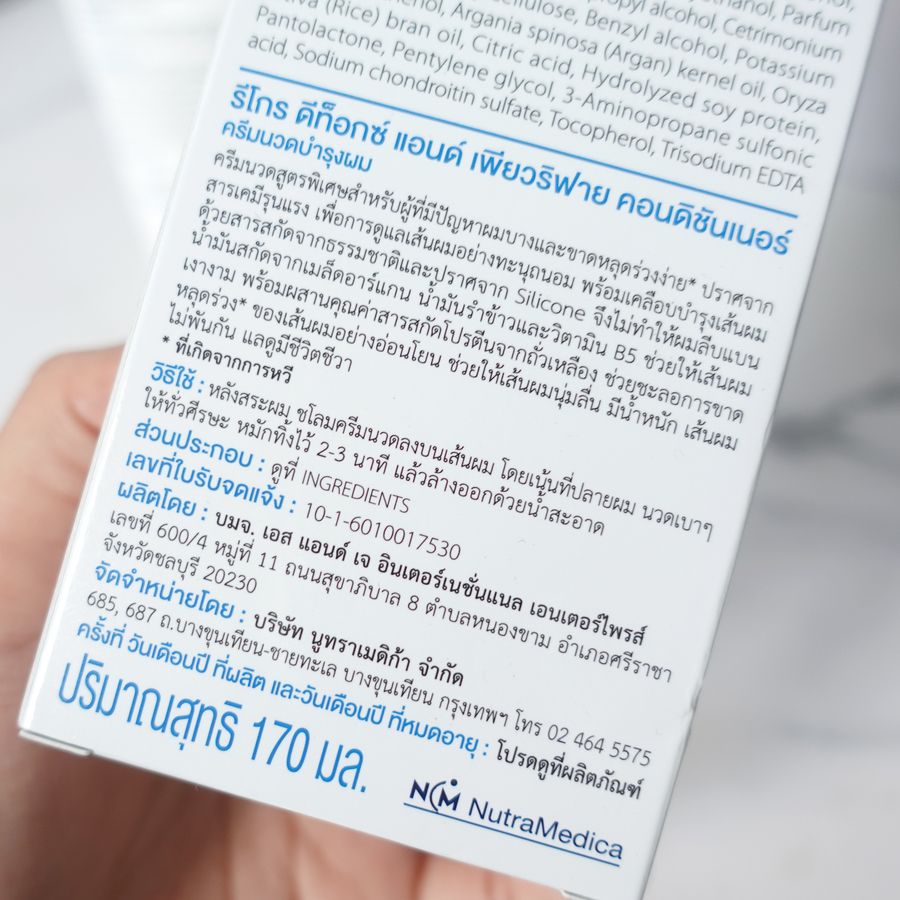 propyl alcohol, Cetrimonium
cellulose, Benzyl alcohol, Potassium
Argania spinosa (Argan) kernel oil, Oryza
(Rice) bran oil, Citric acid, Hydrolyzed soy protein,
Pantolactone, Pentylene glycol, 3-Aminopropane sulfonic
acid, Sodium chondroitin sulfate, Tocopherol, Trisodium EDTA
รีโกร ดีท็อกซ์ แอนด์ เพียวริฟาย คอนดิชันเนอร์
ครีมนวดบำรุงผม
ครีมนวดสูตรพิเศษสำหรับผู้ที่มีปัญหาผมบางและขาดหลุดร่วงง่าย* ปราศจาก
สารเคมีรุนแรง เพื่อการดูแลเส้นผมอย่างทะนุถนอม พร้อมเคลือบบำรุงเส้นผม
ด้วยสารสกัดจากธรรมชาติและปราศจาก Silicone จึงไม่ทำให้ผมลีบแบน
น้ำมันสกัดจากเมล็ดอาร์แกน น้ำมันรำข้าวและวิตามิน B5 ช่วยให้เส้นผม
เงางาม พร้อมผสานคุณค่าสารสกัดโปรตีนจากถั่วเหลือง ช่วยชะลอการขาด
หลุดร่วง* ของเส้นผมอย่างอ่อนโยน ช่วยให้เส้นผมนุ่มลื่น มีน้ำหนัก เส้นผม
ไม่พันกัน แลดูมีชีวิตชีวา
* ที่เกิดจากการหวี
วิธีใช้ : หลังสระผม ชโลมครีมนวดลงบนเส้นผม โดยเน้นที่ปลายผม นวดเบาๆ
ให้ทั่วศีรษะ หมักทิ้งไว้ 2-3 นาที แล้วล้างออกด้วยน้ำสะอาด
ส่วนประกอบ : ดูที่ INGREDIENTS
เลขที่ใบรับจดแจ้ง : 10-1-6010017530
ผลิตโดย : บมจ. เอส แอนด์ เจ อินเตอร์เนชั่นแนล เอนเตอร์ไพรส์
เลขที่ 600/4 หมู่ที่ 11 ถนนสุขาภิบาล 8 ตำบลหนองขาม อำเภอศรีราชา
จังหวัดชลบุรี 20230
จัดจำหน่ายโดย : บริษัท นูทราเมดิก้า จำกัด
685, 687 ถ.บางขุนเทียน-ชายทะเล บางขุนเทียน กรุงเทพฯ โทร 02 464 5575
ครั้งที่ วันเดือนปี ที่ผลิต และวันเดือนปี ที่หมดอายุ : โปรดดูที่ผลิตภัณฑ์
ปริมาณสุทธิ 170 มล.
NCM NutraMedica